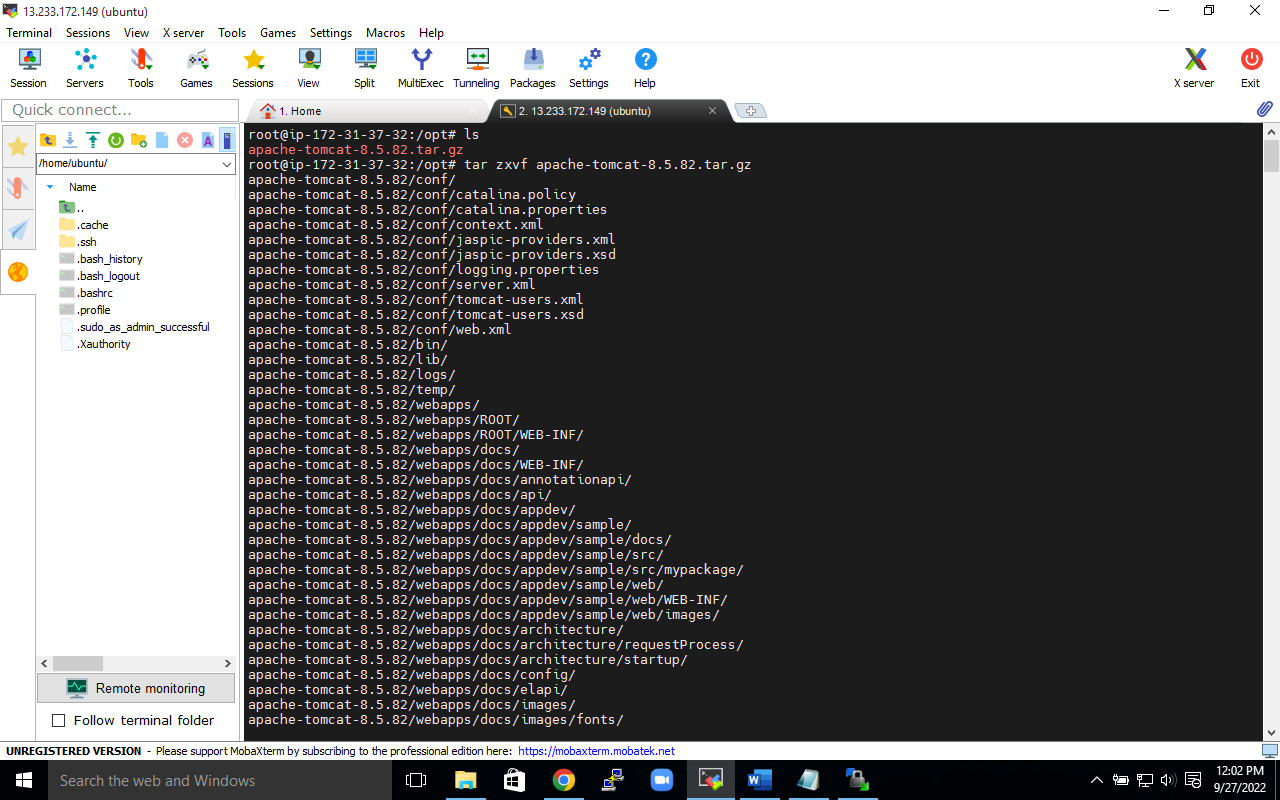 13.233.172.149 (ubuntu)
Terminal Sessions View X server Tools Games Settings Macros Help
Session Servers Tools Games Sessions View Split MultiExec Tunneling Packages Settings Help X server Exit
Quick connect...
1. Home
2. 13.233.172.149 (ubuntu)
/home/ubuntu/
Name
..
.cache
.ssh
.bash_history
.bash_logout
.bashrc
.profile
.sudo_as_admin_successful
.Xauthority
Remote monitoring
Follow terminal folder
root@ip-172-31-37-32:/opt# ls
apache-tomcat-8.5.82.tar.gz
root@ip-172-31-37-32:/opt# tar zxvf apache-tomcat-8.5.82.tar.gz
apache-tomcat-8.5.82/conf/
apache-tomcat-8.5.82/conf/catalina.policy
apache-tomcat-8.5.82/conf/catalina.properties
apache-tomcat-8.5.82/conf/context.xml
apache-tomcat-8.5.82/conf/jaspic-providers.xml
apache-tomcat-8.5.82/conf/jaspic-providers.xsd
apache-tomcat-8.5.82/conf/logging.properties
apache-tomcat-8.5.82/conf/server.xml
apache-tomcat-8.5.82/conf/tomcat-users.xml
apache-tomcat-8.5.82/conf/tomcat-users.xsd
apache-tomcat-8.5.82/conf/web.xml
apache-tomcat-8.5.82/bin/
apache-tomcat-8.5.82/lib/
apache-tomcat-8.5.82/logs/
apache-tomcat-8.5.82/temp/
apache-tomcat-8.5.82/webapps/
apache-tomcat-8.5.82/webapps/ROOT/
apache-tomcat-8.5.82/webapps/ROOT/WEB-INF/
apache-tomcat-8.5.82/webapps/docs/
apache-tomcat-8.5.82/webapps/docs/WEB-INF/
apache-tomcat-8.5.82/webapps/docs/annotationapi/
apache-tomcat-8.5.82/webapps/docs/api/
apache-tomcat-8.5.82/webapps/docs/appdev/
apache-tomcat-8.5.82/webapps/docs/appdev/sample/
apache-tomcat-8.5.82/webapps/docs/appdev/sample/docs/
apache-tomcat-8.5.82/webapps/docs/appdev/sample/src/
apache-tomcat-8.5.82/webapps/docs/appdev/sample/src/mypackage/
apache-tomcat-8.5.82/webapps/docs/appdev/sample/web/
apache-tomcat-8.5.82/webapps/docs/appdev/sample/web/WEB-INF/
apache-tomcat-8.5.82/webapps/docs/appdev/sample/web/images/
apache-tomcat-8.5.82/webapps/docs/architecture/
apache-tomcat-8.5.82/webapps/docs/architecture/requestProcess/
apache-tomcat-8.5.82/webapps/docs/architecture/startup/
apache-tomcat-8.5.82/webapps/docs/config/
apache-tomcat-8.5.82/webapps/docs/elapi/
apache-tomcat-8.5.82/webapps/docs/images/
apache-tomcat-8.5.82/webapps/docs/images/fonts/
UNREGISTERED VERSION - Please support MobaXterm by subscribing to the professional edition here: https://mobaxterm.mobatek.net
Search the web and Windows
12:02 PM
9/27/2022